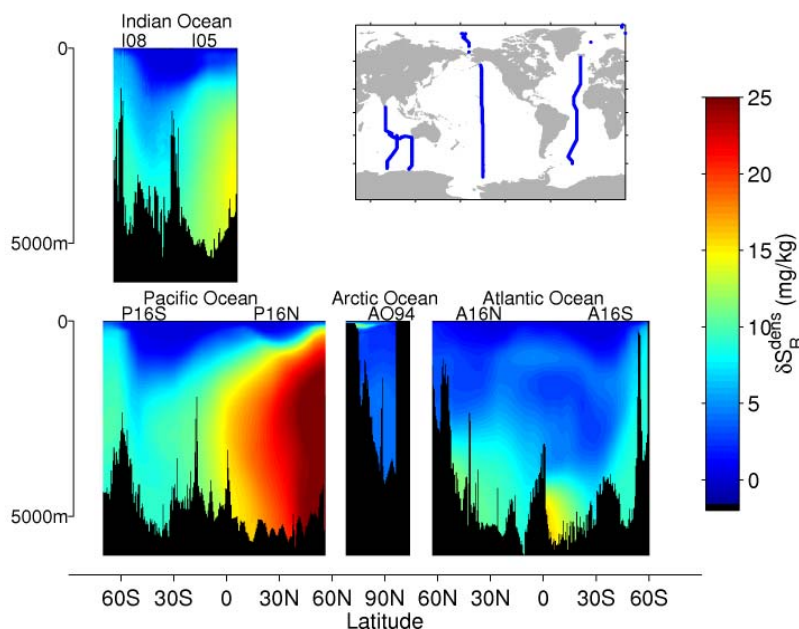 Indian Ocean
I08 I05
0
5000m
Pacific Ocean Arctic Ocean Atlantic Ocean
P16S P16N AO94 A16N A16S
0
5000m
60S 30S 0 30N 60N 90N 60N 30N 0 30S 60S
Latitude
25
20
15
10
5
0
δS_R^dens (mg/kg)